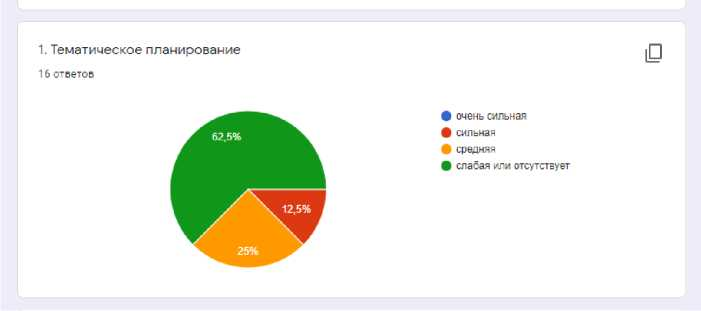 1. Тематическое планирование
16 ответов
62,5%
12,5%
25%
очень сильная
сильная
средняя
слабая или отсутствует